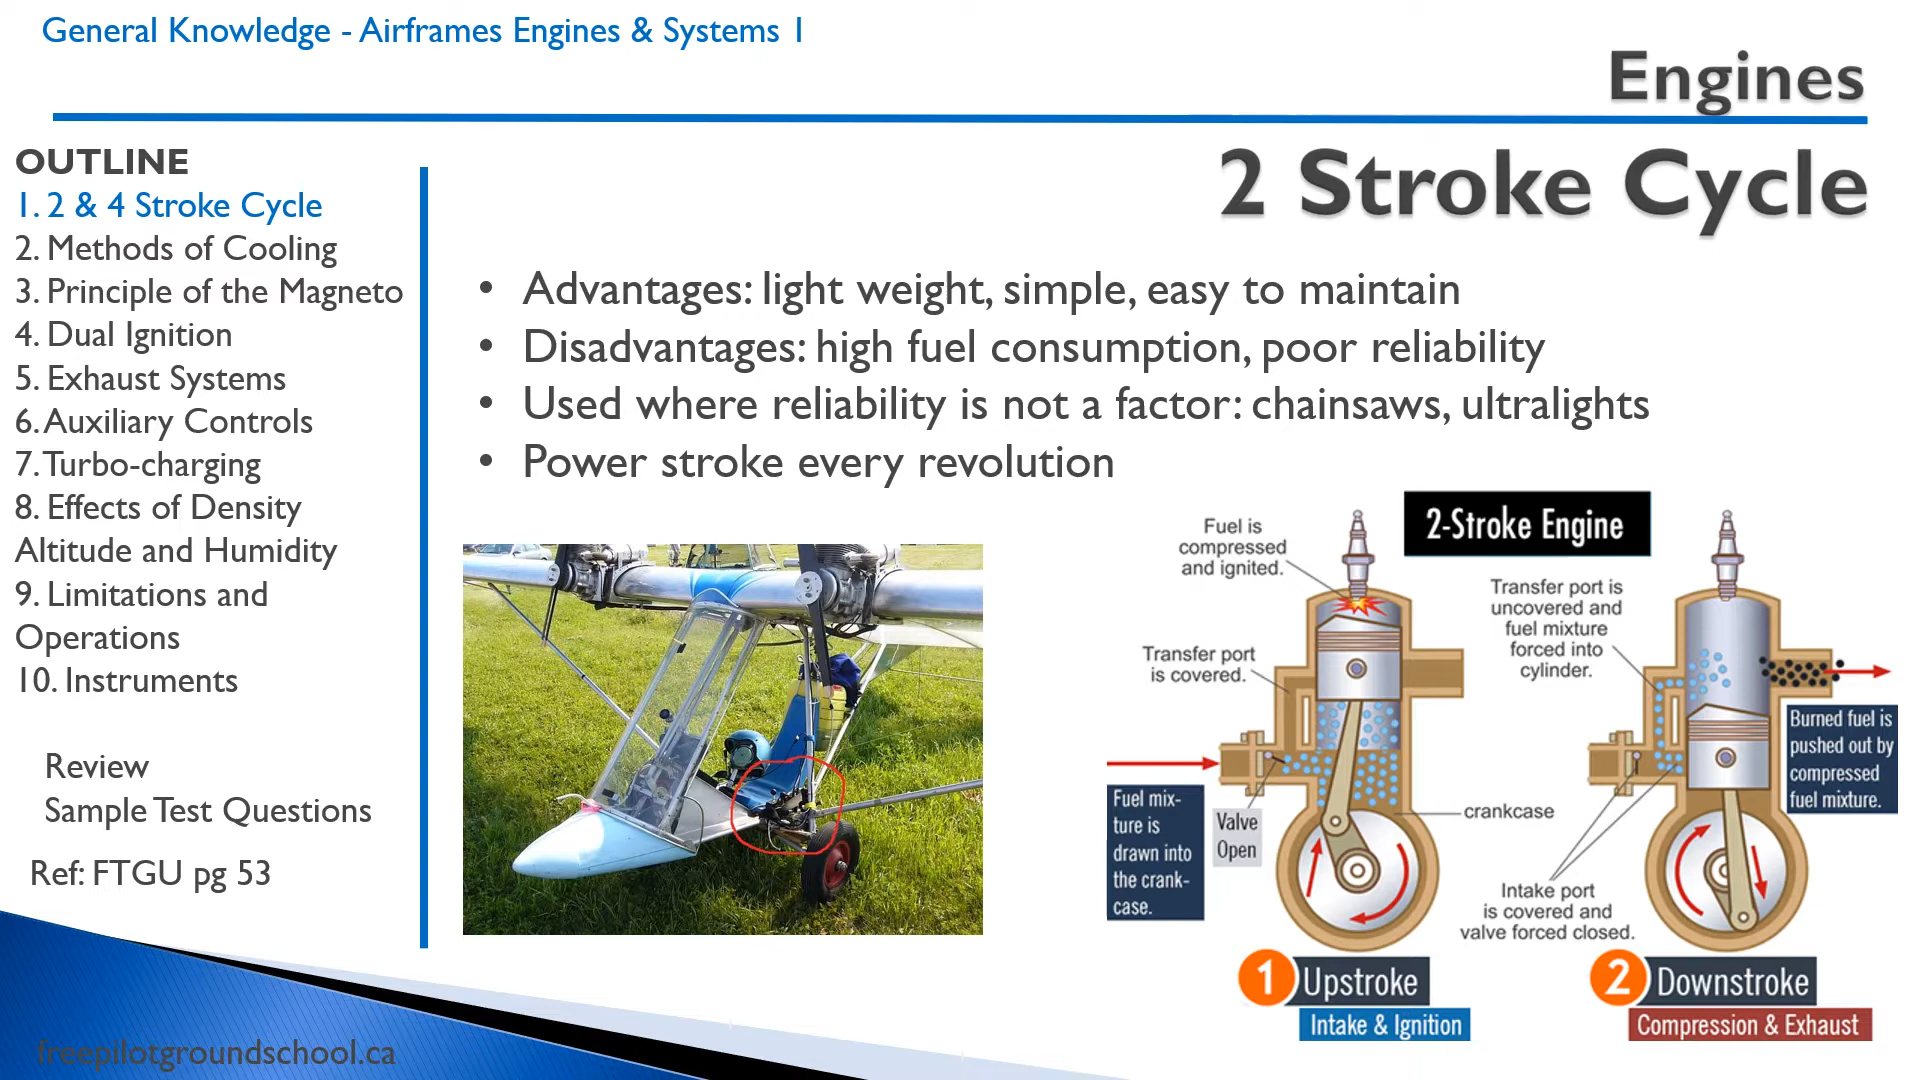 General Knowledge - Airframes Engines & Systems 1
Engines
2 Stroke Cycle
OUTLINE
1. 2 & 4 Stroke Cycle
2. Methods of Cooling
3. Principle of the Magneto
4. Dual Ignition
5. Exhaust Systems
6. Auxiliary Controls
7. Turbo-charging
8. Effects of Density
Altitude and Humidity
9. Limitations and
Operations
10. Instruments
Review
Sample Test Questions
Ref: FTGU pg 53
freepilotgroundschool.ca
• Advantages: light weight, simple, easy to maintain
• Disadvantages: high fuel consumption, poor reliability
• Used where reliability is not a factor: chainsaws, ultralights
• Power stroke every revolution
2-Stroke Engine
Fuel is
compressed
and ignited.
Transfer port
is covered.
Fuel mix-
ture is
drawn into
the crank-
case.
Valve
Open
crankcase
Transfer port is
uncovered and
fuel mixture
forced into
cylinder.
Burned fuel is
pushed out by
compressed
fuel mixture.
Intake port
is covered and
valve forced closed.
1 Upstroke
Intake & Ignition
2 Downstroke
Compression & Exhaust